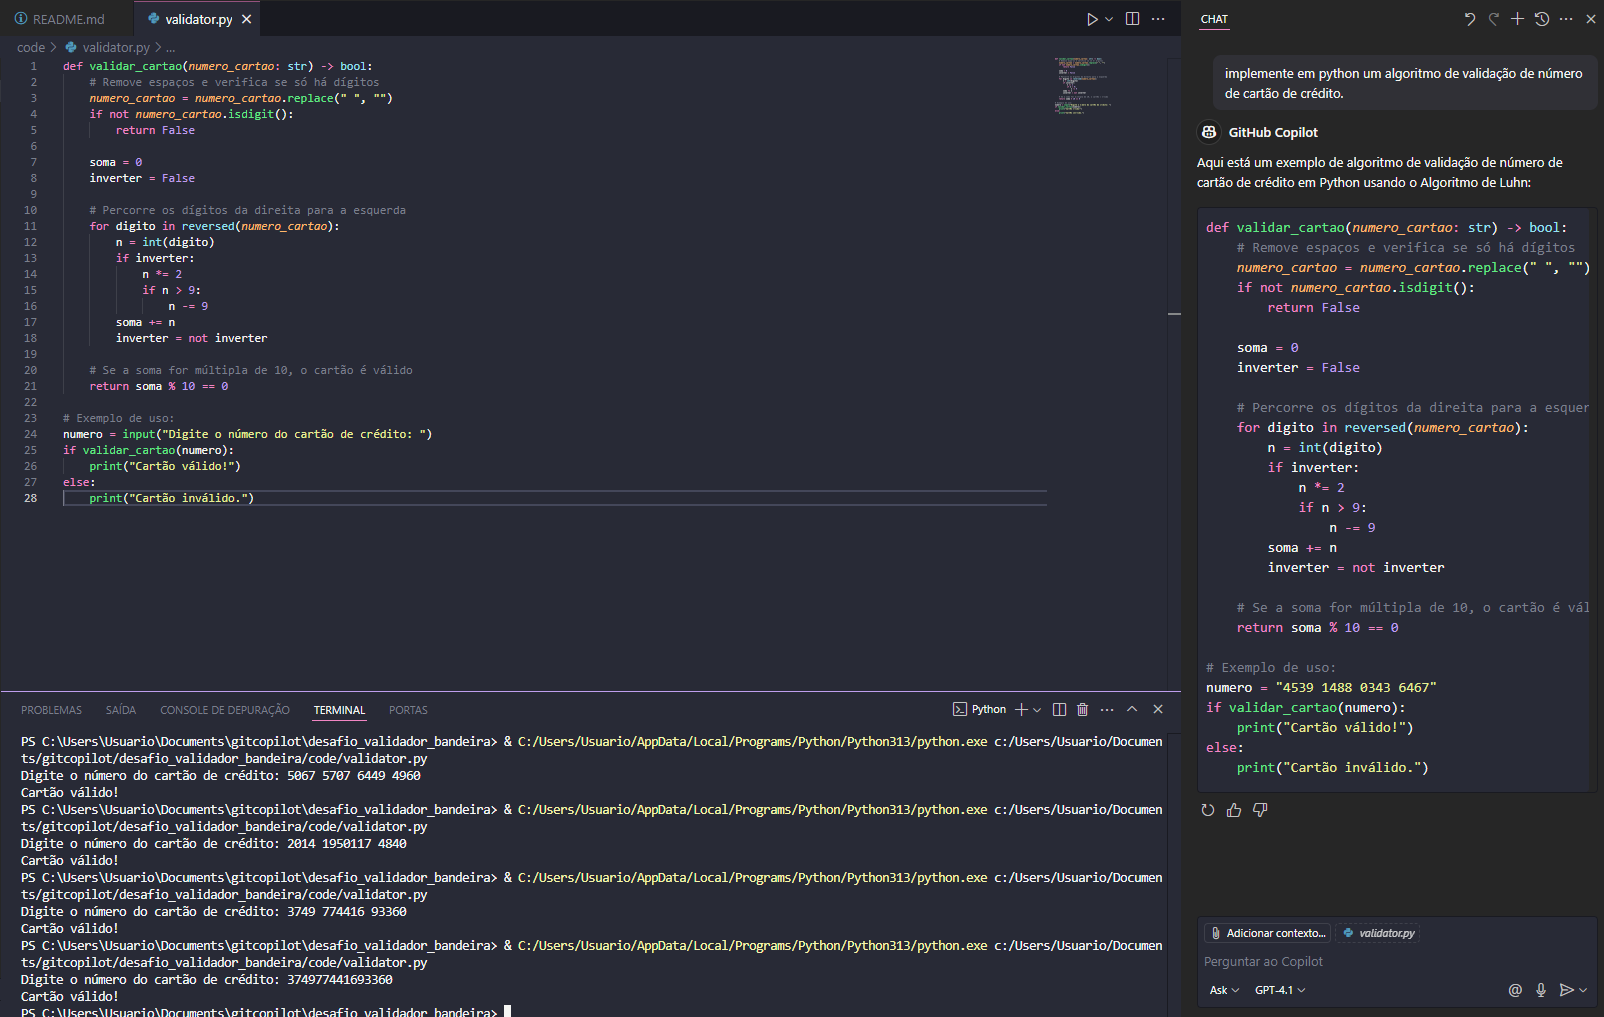 README.md
validator.py
code > validator.py > ...
1 def validar_cartao(numero_cartao: str) -> bool:
2 # Remove espaços e verifica se só há dígitos
3 numero_cartao = numero_cartao.replace(" ", "")
4 if not numero_cartao.isdigit():
5 return False
6
7 soma = 0
8 inverter = False
9
10 # Percorre os dígitos da direita para a esquerda
11 for digito in reversed(numero_cartao):
12 n = int(digito)
13 if inverter:
14 n *= 2
15 if n > 9:
16 n -= 9
17 soma += n
18 inverter = not inverter
19
20 # Se a soma for múltipla de 10, o cartão é válido
21 return soma % 10 == 0
22
23 # Exemplo de uso:
24 numero = input("Digite o número do cartão de crédito: ")
25 if validar_cartao(numero):
26 print("Cartão válido!")
27 else:
28 print("Cartão inválido.")
PROBLEMAS SAÍDA CONSOLE DE DEPURAÇÃO TERMINAL PORTAS
Python
PS C:\Users\Usuario\Documents\gitcopilot\desafio_validador_bandeira> & C:/Users/Usuario/AppData/Local/Programs/Python/Python313/python.exe c:/Users/Usuario/Documen
ts/gitcopilot/desafio_validador_bandeira/code/validator.py
Digite o número do cartão de crédito: 5067 5707 6449 4960
Cartão válido!
PS C:\Users\Usuario\Documents\gitcopilot\desafio_validador_bandeira> & C:/Users/Usuario/AppData/Local/Programs/Python/Python313/python.exe c:/Users/Usuario/Documen
ts/gitcopilot/desafio_validador_bandeira/code/validator.py
Digite o número do cartão de crédito: 2014 1950117 4840
Cartão válido!
PS C:\Users\Usuario\Documents\gitcopilot\desafio_validador_bandeira> & C:/Users/Usuario/AppData/Local/Programs/Python/Python313/python.exe c:/Users/Usuario/Documen
ts/gitcopilot/desafio_validador_bandeira/code/validator.py
Digite o número do cartão de crédito: 3749 774416 93360
Cartão válido!
PS C:\Users\Usuario\Documents\gitcopilot\desafio_validador_bandeira> & C:/Users/Usuario/AppData/Local/Programs/Python/Python313/python.exe c:/Users/Usuario/Documen
ts/gitcopilot/desafio_validador_bandeira/code/validator.py
Digite o número do cartão de crédito: 374977441693360
Cartão válido!
PS C:\Users\Usuario\Documents\gitcopilot\desafio_validador_bandeira>
CHAT
implemente em python um algoritmo de validação de número
de cartão de crédito.
GitHub Copilot
Aqui está um exemplo de algoritmo de validação de número de
cartão de crédito em Python usando o Algoritmo de Luhn:
def validar_cartao(numero_cartao: str) -> bool:
# Remove espaços e verifica se só há dígitos
numero_cartao = numero_cartao.replace(" ", "")
if not numero_cartao.isdigit():
return False
soma = 0
inverter = False
# Percorre os dígitos da direita para a esquer
for digito in reversed(numero_cartao):
n = int(digito)
if inverter:
n *= 2
if n > 9:
n -= 9
soma += n
inverter = not inverter
# Se a soma for múltipla de 10, o cartão é vál
return soma % 10 == 0
# Exemplo de uso:
numero = "4539 1488 0343 6467"
if validar_cartao(numero):
print("Cartão válido!")
else:
print("Cartão inválido.")
Adicionar contexto... validator.py
Perguntar ao Copilot
Ask GPT-4.1 @